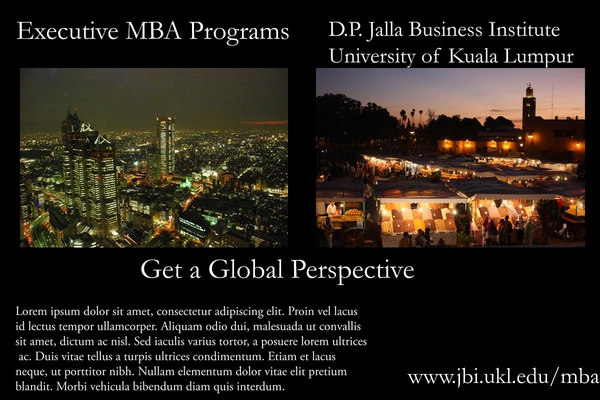 Executive MBA Programs
D.P. Jalla Business Institute
University of Kuala Lumpur
Get a Global Perspective
Lorem ipsum dolor sit amet, consectetur adipiscing elit. Proin vel lacus
id lectus tempor ullamcorper. Aliquam odio dui, malesuada ut convallis
sit amet, dictum ac nisl. Sed iaculis varius tortor, a posuere lorem ultrices
ac. Duis vitae tellus a turpis ultrices condimentum. Etiam et lacus
neque, ut porttitor nibh. Nullam elementum dolor vitae elit pretium
blandit. Morbi vehicula bibendum diam quis interdum.
www.jbi.ukl.edu/mba